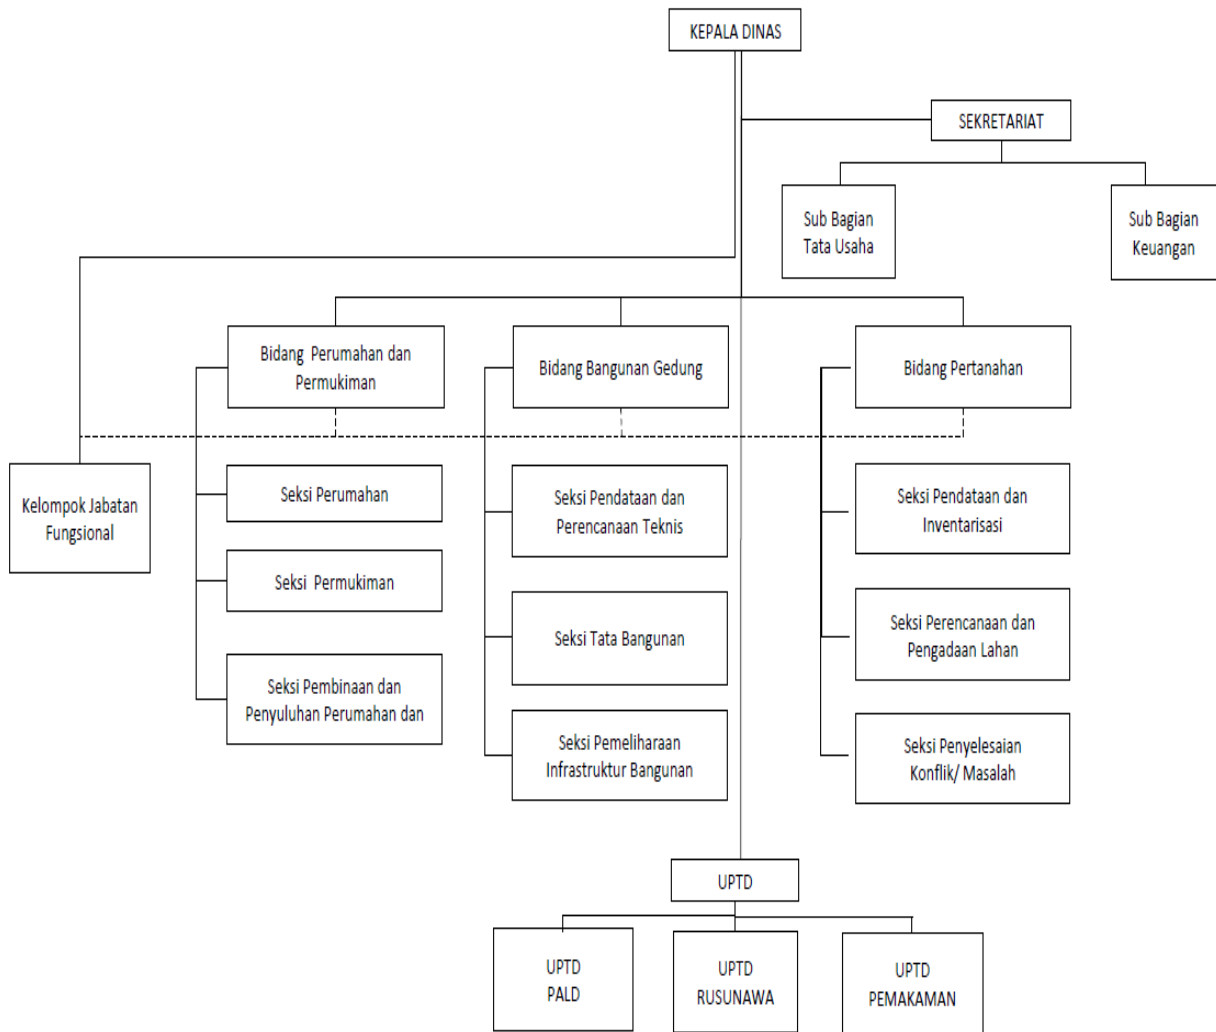 KEPALA DINAS
SEKRETARIAT
Sub Bagian
Tata Usaha
Sub Bagian
Keuangan
Bidang Perumahan dan
Permukiman
Bidang Bangunan Gedung
Bidang Pertanahan
Kelompok Jabatan
Fungsional
Seksi Perumahan
Seksi Pendataan dan
Perencanaan Teknis
Seksi Pendataan dan
Inventarisasi
Seksi Permukiman
Seksi Tata Bangunan
Seksi Perencanaan dan
Pengadaan Lahan
Seksi Pembinaan dan
Penyuluhan Perumahan dan
Seksi Pemeliharaan
Infrastruktur Bangunan
Seksi Penyelesaian
Konflik/ Masalah
UPTD
UPTD
PALD
UPTD
RUSUNAWA
UPTD
PEMAKAMAN